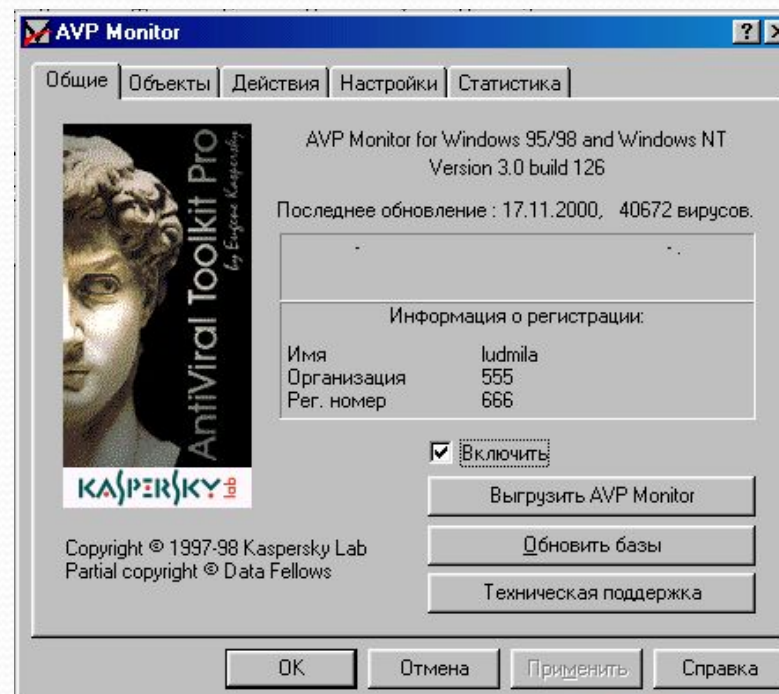 AVP Monitor
Общие Объекты Действия Настройки Статистика
AntiViral Toolkit Pro
by Eugene Kaspersky
KASPERSKY lab
AVP Monitor for Windows 95/98 and Windows NT
Version 3.0 build 126
Последнее обновление : 17.11.2000, 40672 вирусов.
- - .
Информация о регистрации:
Имя ludmila
Организация 555
Рег. номер 666
Включить
Выгрузить AVP Monitor
Обновить базы
Техническая поддержка
Copyright © 1997-98 Kaspersky Lab
Partial copyright © Data Fellows
OK Отмена Применить Справка